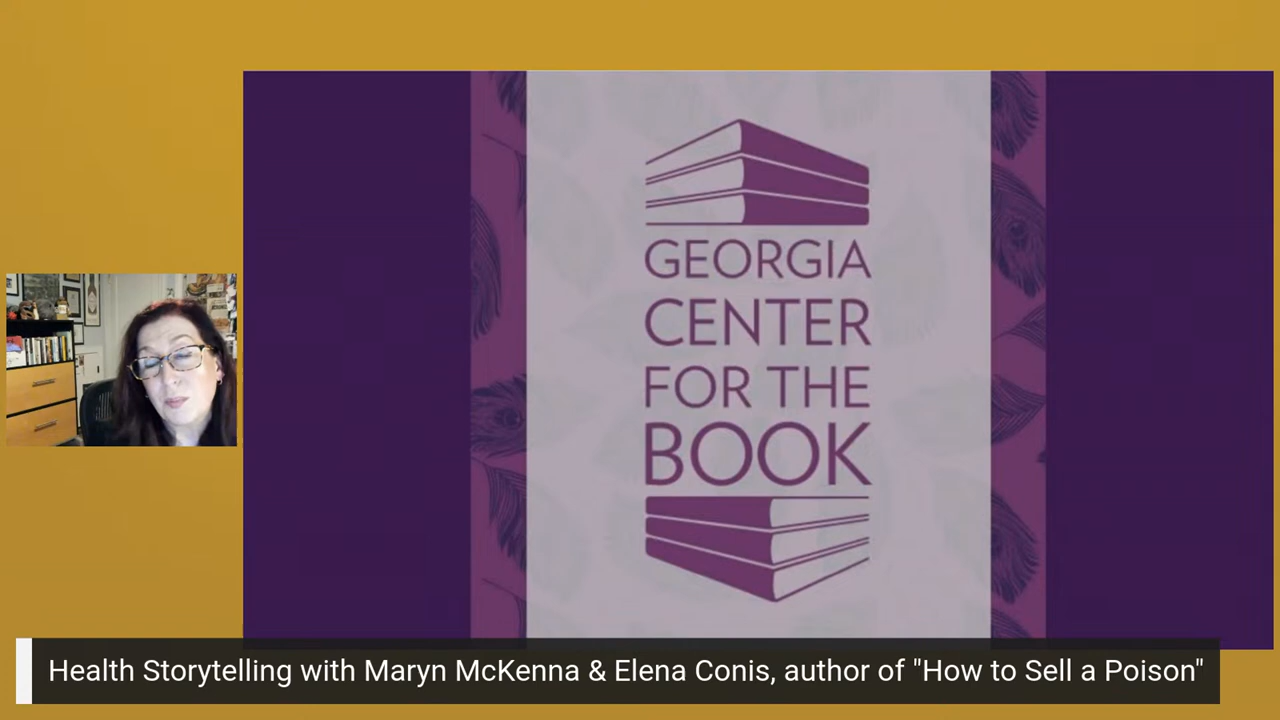 GEORGIA
CENTER
FOR THE
BOOK
Health Storytelling with Maryn McKenna & Elena Conis, author of "How to Sell a Poison"